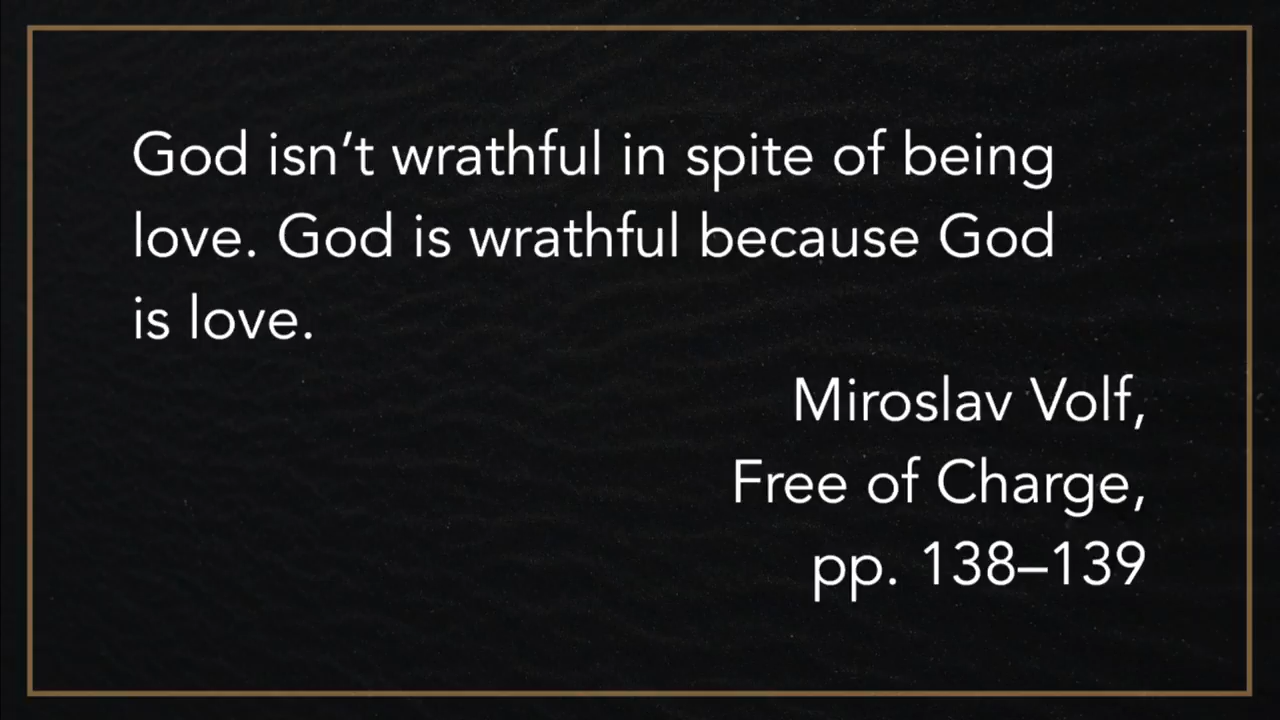 God isn’t wrathful in spite of being
love. God is wrathful because God
is love.
Miroslav Volf,
Free of Charge,
pp. 138–139